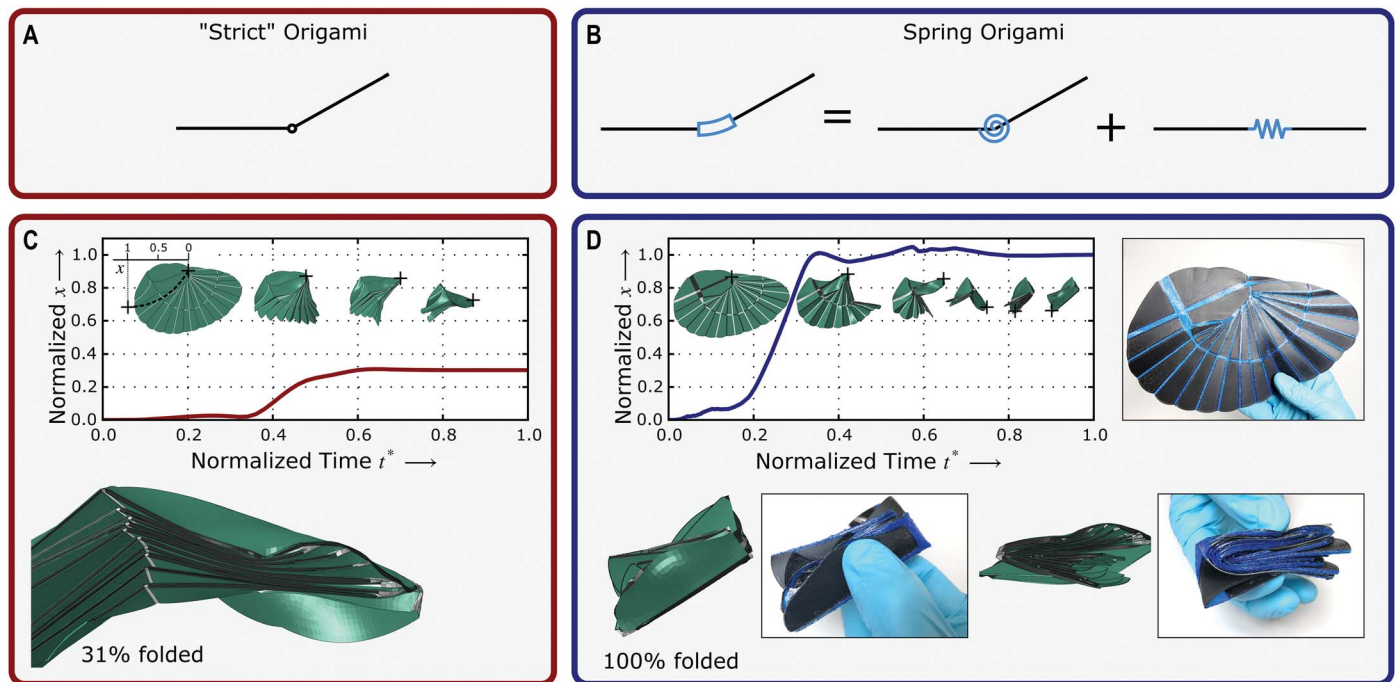 A
"Strict" Origami
B
Spring Origami
=
+
C
Normalized x ⟶
1.0
0.8
0.6
0.4
0.2
0.0
1 0.5 0
x
0.0 0.2 0.4 0.6 0.8 1.0
Normalized Time t* ⟶
31% folded
D
Normalized x ⟶
1.0
0.8
0.6
0.4
0.2
0.0
0.0 0.2 0.4 0.6 0.8 1.0
Normalized Time t* ⟶
100% folded